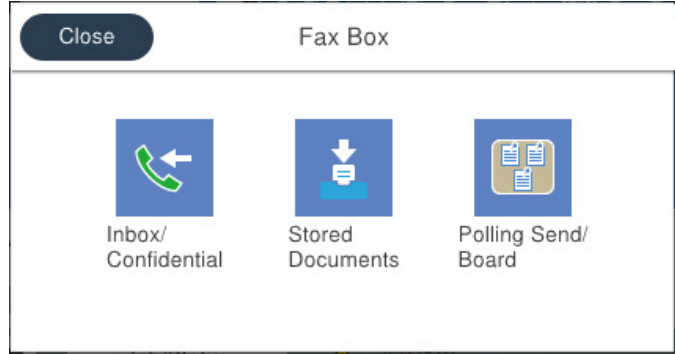 Close
Fax Box
Inbox/
Confidential
Stored
Documents
Polling Send/
Board